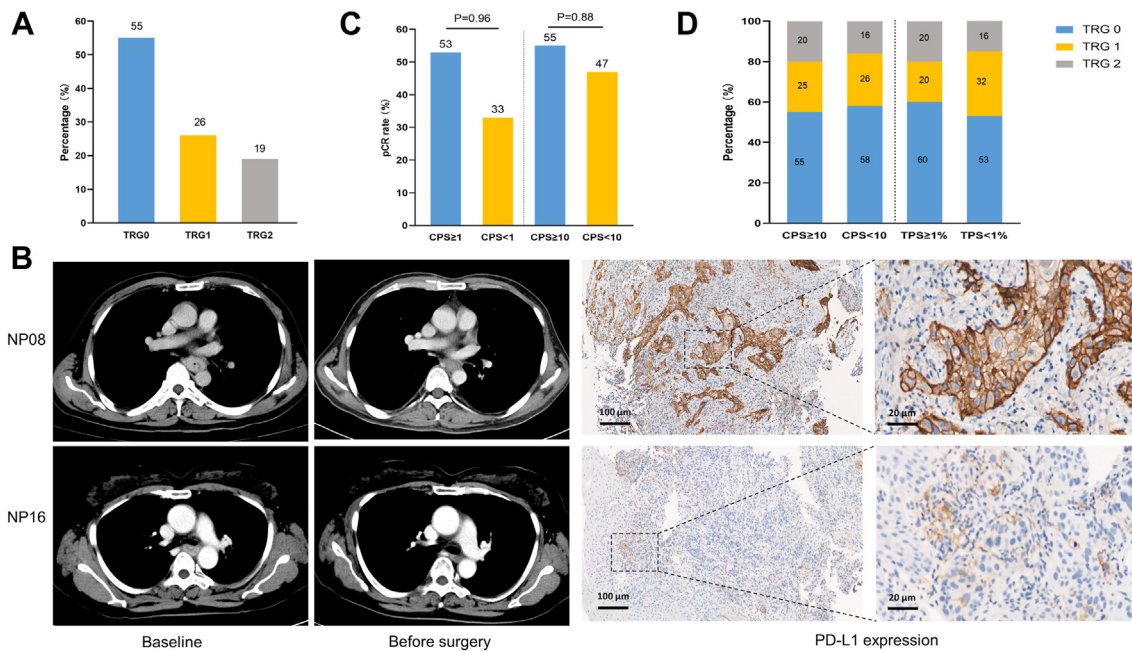 A
Percentage (%)
60
50
40
30
20
10
0
55
26
19
TRG0 TRG1 TRG2
C
pCR rate (%)
60
50
40
30
20
10
0
P=0.96
P=0.88
53
33
55
47
CPS≥1 CPS<1 CPS≥10 CPS<10
D
Percentage (%)
100
80
60
40
20
0
20 16 20 16
25 26 20 32
55 58 60 53
CPS≥10 CPS<10 TPS≥1% TPS<1%
TRG 0
TRG 1
TRG 2
B
NP08
100 μm
20 μm
NP16
100 μm
20 μm
Baseline
Before surgery
PD-L1 expression